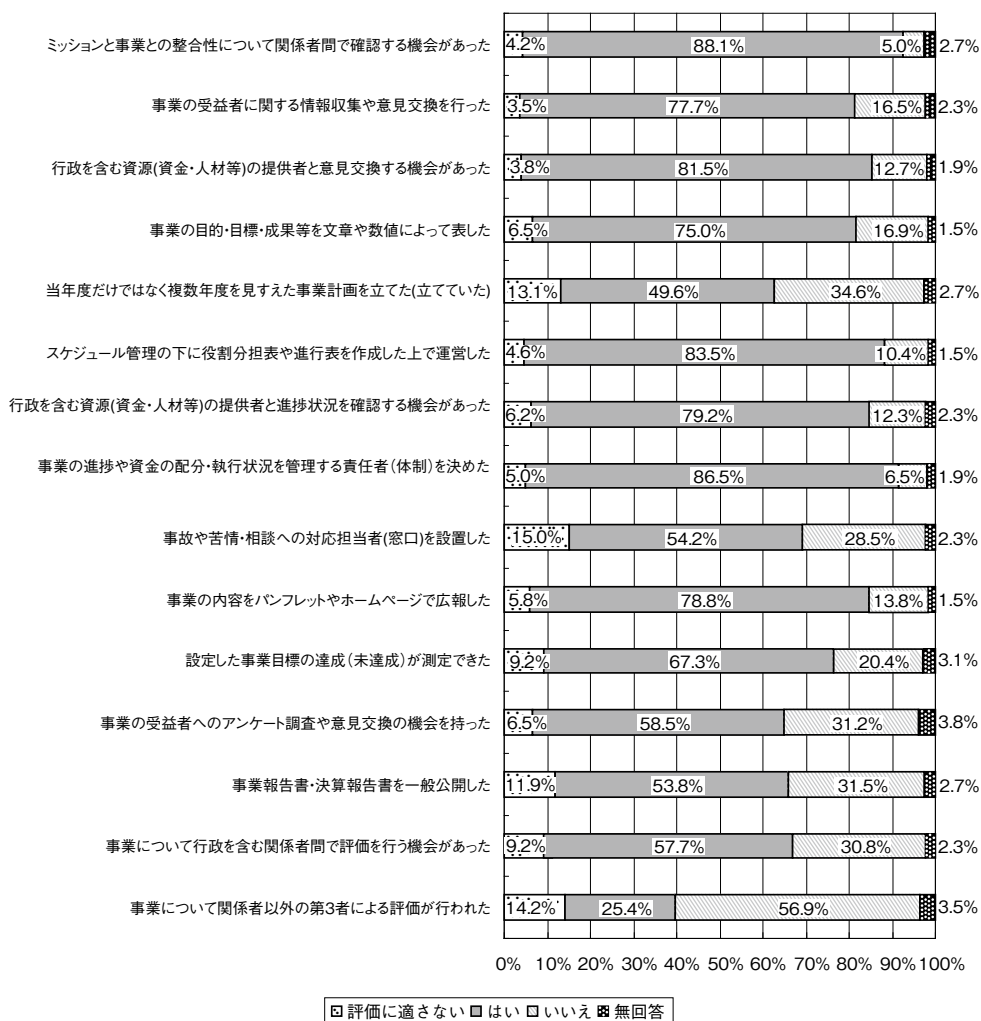 ミッションと事業との整合性について関係者間で確認する機会があった 4.2% 88.1% 5.0% 2.7%
事業の受益者に関する情報収集や意見交換を行った 3.5% 77.7% 16.5% 2.3%
行政を含む資源(資金・人材等)の提供者と意見交換する機会があった 3.8% 81.5% 12.7% 1.9%
事業の目的・目標・成果等を文章や数値によって表した 6.5% 75.0% 16.9% 1.5%
当年度だけではなく複数年度を見すえた事業計画を立てた(立てていた) 13.1% 49.6% 34.6% 2.7%
スケジュール管理の下に役割分担表や進行表を作成した上で運営した 4.6% 83.5% 10.4% 1.5%
行政を含む資源(資金・人材等)の提供者と進捗状況を確認する機会があった 6.2% 79.2% 12.3% 2.3%
事業の進捗や資金の配分・執行状況を管理する責任者(体制)を決めた 5.0% 86.5% 6.5% 1.9%
事故や苦情・相談への対応担当者(窓口)を設置した 15.0% 54.2% 28.5% 2.3%
事業の内容をパンフレットやホームページで広報した 5.8% 78.8% 13.8% 1.5%
設定した事業目標の達成(未達成)が測定できた 9.2% 67.3% 20.4% 3.1%
事業の受益者へのアンケート調査や意見交換の機会を持った 6.5% 58.5% 31.2% 3.8%
事業報告書・決算報告書を一般公開した 11.9% 53.8% 31.5% 2.7%
事業について行政を含む関係者間で評価を行う機会があった 9.2% 57.7% 30.8% 2.3%
事業について関係者以外の第3者による評価が行われた 14.2% 25.4% 56.9% 3.5%
0% 10% 20% 30% 40% 50% 60% 70% 80% 90% 100%
評価に適さない はい いいえ 無回答